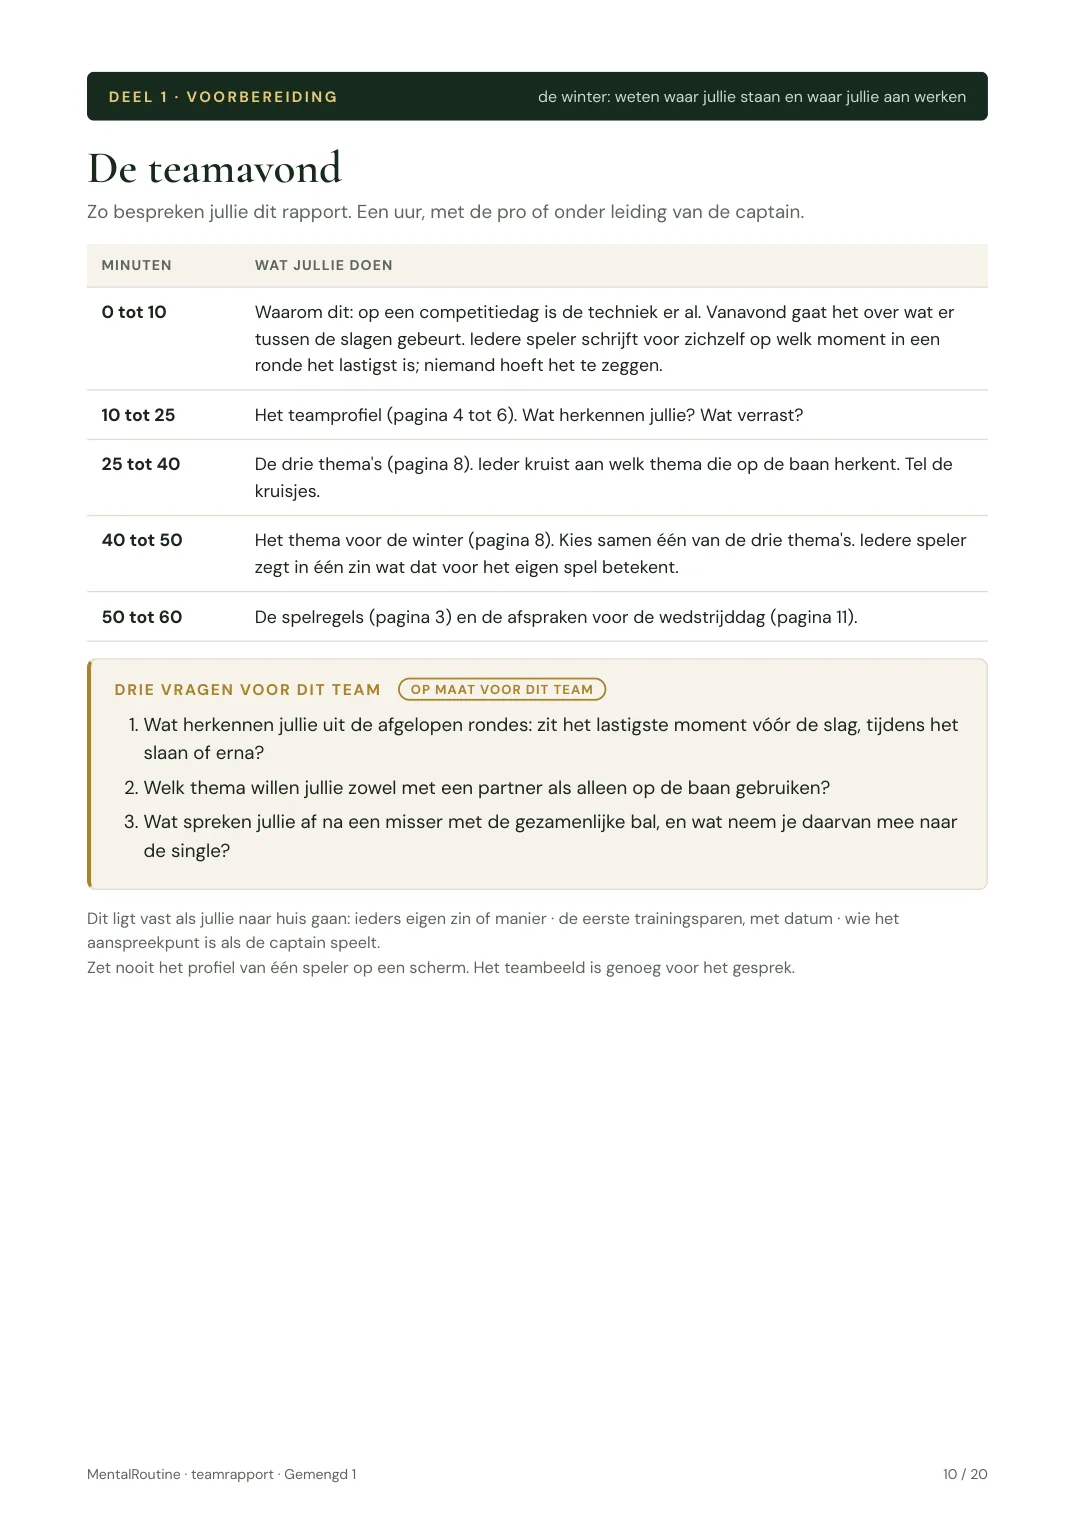 DEEL 1 · VOORBEREIDING
de winter: weten waar jullie staan en waar jullie aan werken
De teamavond
Zo bespreken jullie dit rapport. Een uur, met de pro of onder leiding van de captain.
MINUTEN
WAT JULLIE DOEN
0 tot 10
Waarom dit: op een competitiedag is de techniek er al. Vanavond gaat het over wat er
tussen de slagen gebeurt. Iedere speler schrijft voor zichzelf op welk moment in een
ronde het lastigst is; niemand hoeft het te zeggen.
10 tot 25
Het teamprofiel (pagina 4 tot 6). Wat herkennen jullie? Wat verrast?
25 tot 40
De drie thema's (pagina 8). Ieder kruist aan welk thema die op de baan herkent. Tel de
kruisjes.
40 tot 50
Het thema voor de winter (pagina 8). Kies samen één van de drie thema's. Iedere speler
zegt in één zin wat dat voor het eigen spel betekent.
50 tot 60
De spelregels (pagina 3) en de afspraken voor de wedstrijddag (pagina 11).
DRIE VRAGEN VOOR DIT TEAM
OP MAAT VOOR DIT TEAM
1. Wat herkennen jullie uit de afgelopen rondes: zit het lastigste moment vóór de slag, tijdens het
slaan of erna?
2. Welk thema willen jullie zowel met een partner als alleen op de baan gebruiken?
3. Wat spreken jullie af na een misser met de gezamenlijke bal, en wat neem je daarvan mee naar
de single?
Dit ligt vast als jullie naar huis gaan: ieders eigen zin of manier · de eerste trainingsparen, met datum · wie het
aanspreekpunt is als de captain speelt.
Zet nooit het profiel van één speler op een scherm. Het teambeeld is genoeg voor het gesprek.
MentalRoutine · teamrapport · Gemengd 1
10 / 20